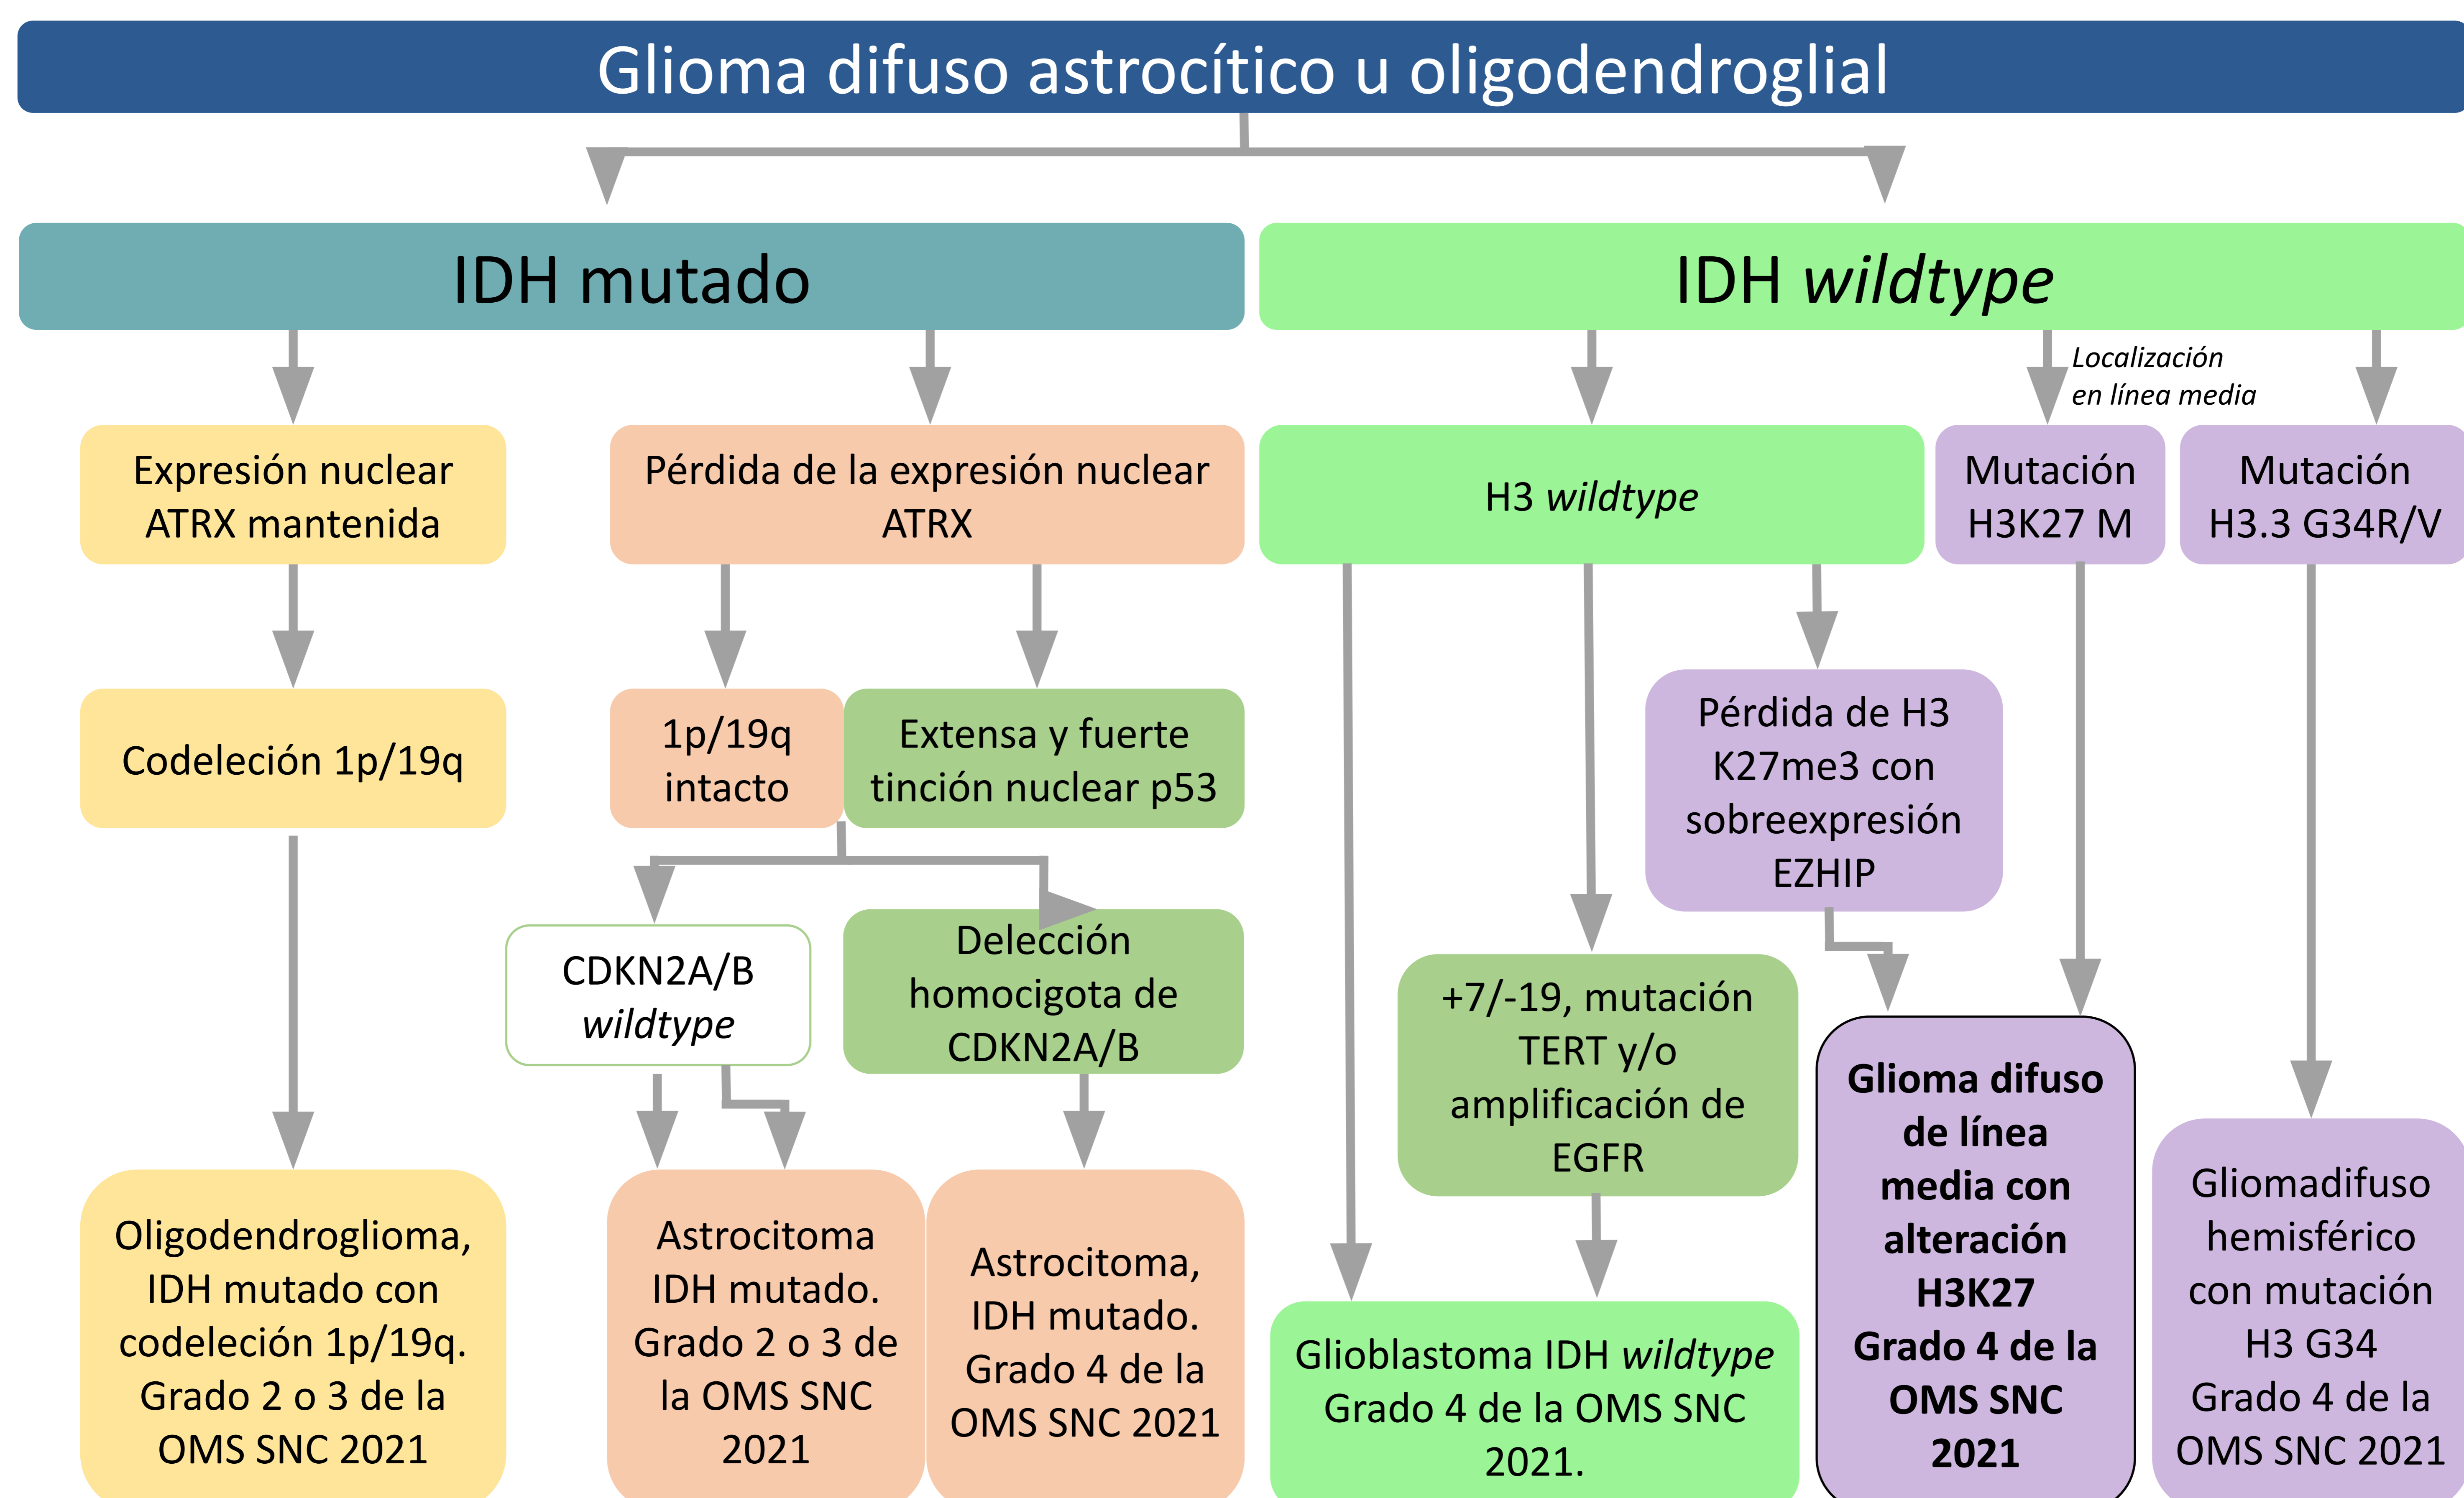 Glioma difuso astrocítico u oligodendroglial
IDH mutado
IDH wildtype
Localización
en línea media
Expresión nuclear
ATRX mantenida
Pérdida de la expresión nuclear
ATRX
H3 wildtype
Mutación
H3K27 M
Mutación
H3.3 G34R/V
Codeleción 1p/19q
1p/19q
intacto
Extensa y fuerte
tinción nuclear p53
Pérdida de H3
K27me3 con
sobreexpresión
EZHIP
CDKN2A/B
wildtype
Delección
homocigota de
CDKN2A/B
+7/-19, mutación
TERT y/o
amplificación de
EGFR
Oligodendroglioma,
IDH mutado con
codeleción 1p/19q.
Grado 2 o 3 de la
OMS SNC 2021
Astrocitoma
IDH mutado.
Grado 2 o 3 de
la OMS SNC
2021
Astrocitoma,
IDH mutado.
Grado 4 de la
OMS SNC 2021
Glioblastoma IDH wildtype
Grado 4 de la OMS SNC
2021.
Glioma difuso
de línea
media con
alteración
H3K27
Grado 4 de la
OMS SNC
2021
Gliomadifuso
hemisférico
con mutación
H3 G34
Grado 4 de la
OMS SNC 2021